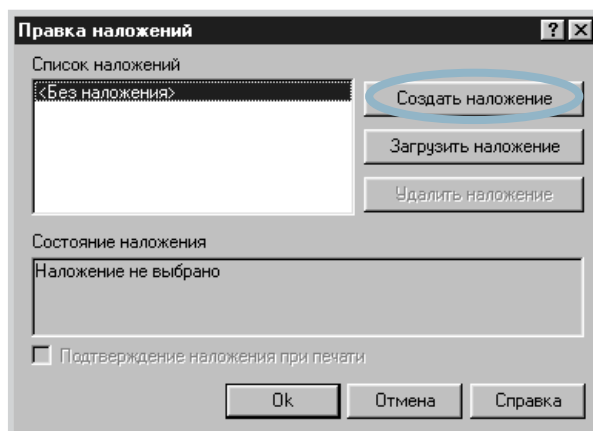 Правка наложений
Список наложений
<Без наложения>
Создать наложение
Загрузить наложение
Удалить наложение
Состояние наложения
Наложение не выбрано
Подтверждение наложения при печати
Ok Отмена Справка